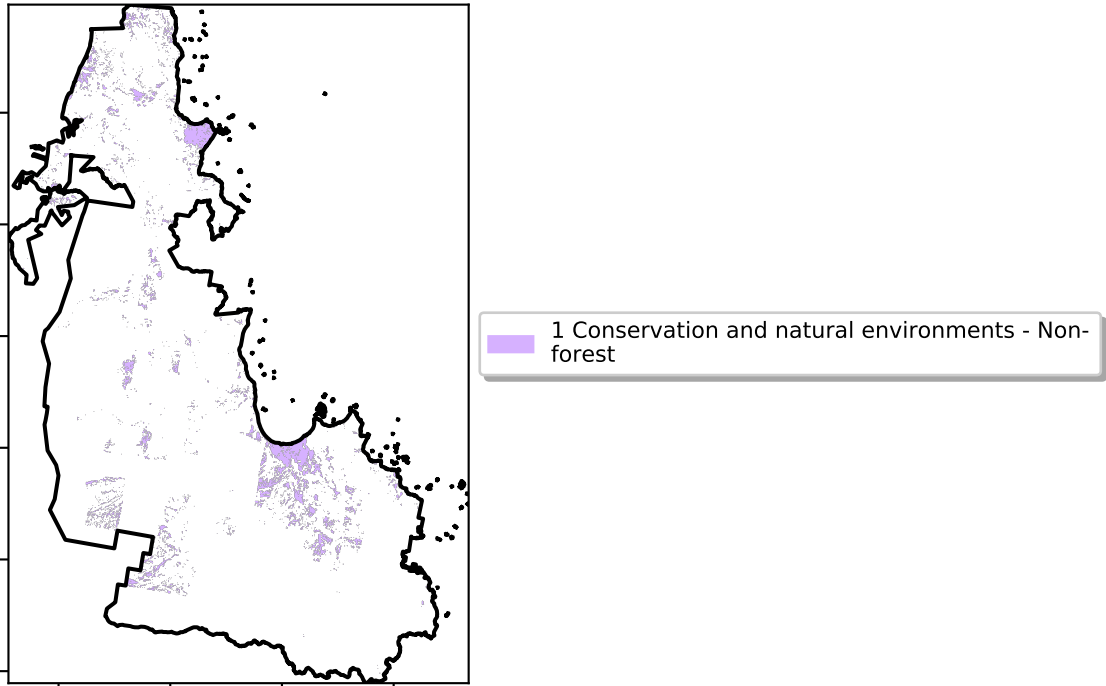 1 Conservation and natural environments - Non-
forest